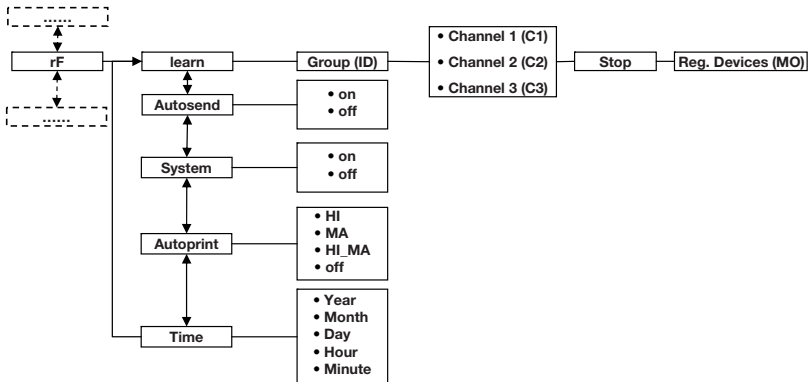 ......
rF
......
learn
Group (ID)
• Channel 1 (C1)
• Channel 2 (C2)
• Channel 3 (C3)
Stop
Reg. Devices (MO)
Autosend
• on
• off
System
• on
• off
Autoprint
• HI
• MA
• HI_MA
• off
Time
• Year
• Month
• Day
• Hour
• Minute